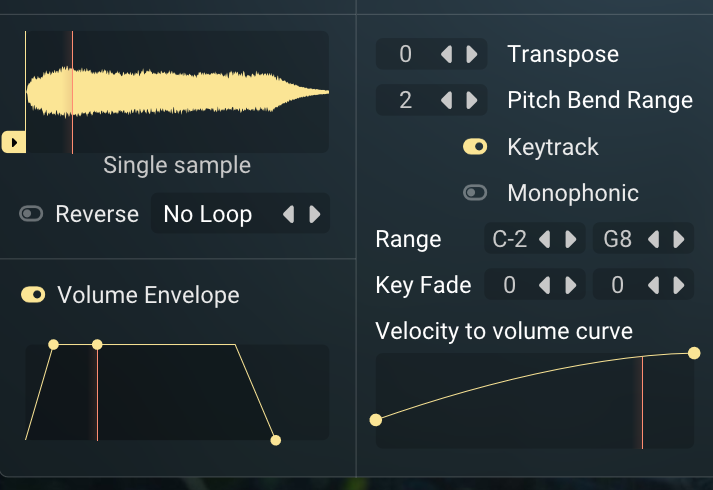 Single sample
Reverse No Loop
Volume Envelope
0 Transpose
2 Pitch Bend Range
Keytrack
Monophonic
Range C-2 G8
Key Fade 0 0
Velocity to volume curve